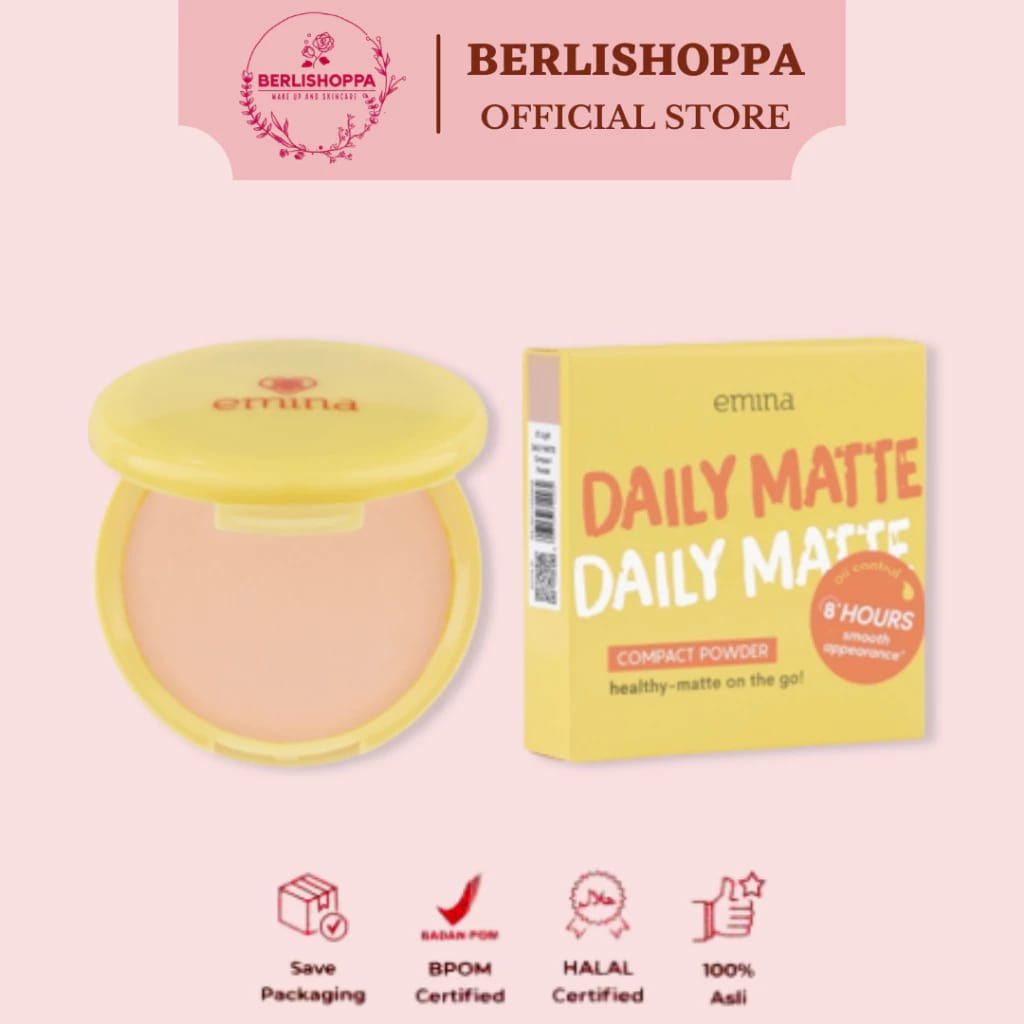 BERLISHOPPA
MAKE UP AND SKINCARE
BERLISHOPPA
OFFICIAL STORE
emina
emina
DAILY MATTE
DAILY MATTE
oil control
8 HOURS
smooth
appearance*
COMPACT POWDER
healthy-matte on the go!
حلال
BADAN POM
Save
Packaging
BPOM
Certified
HALAL
Certified
100%
Asli